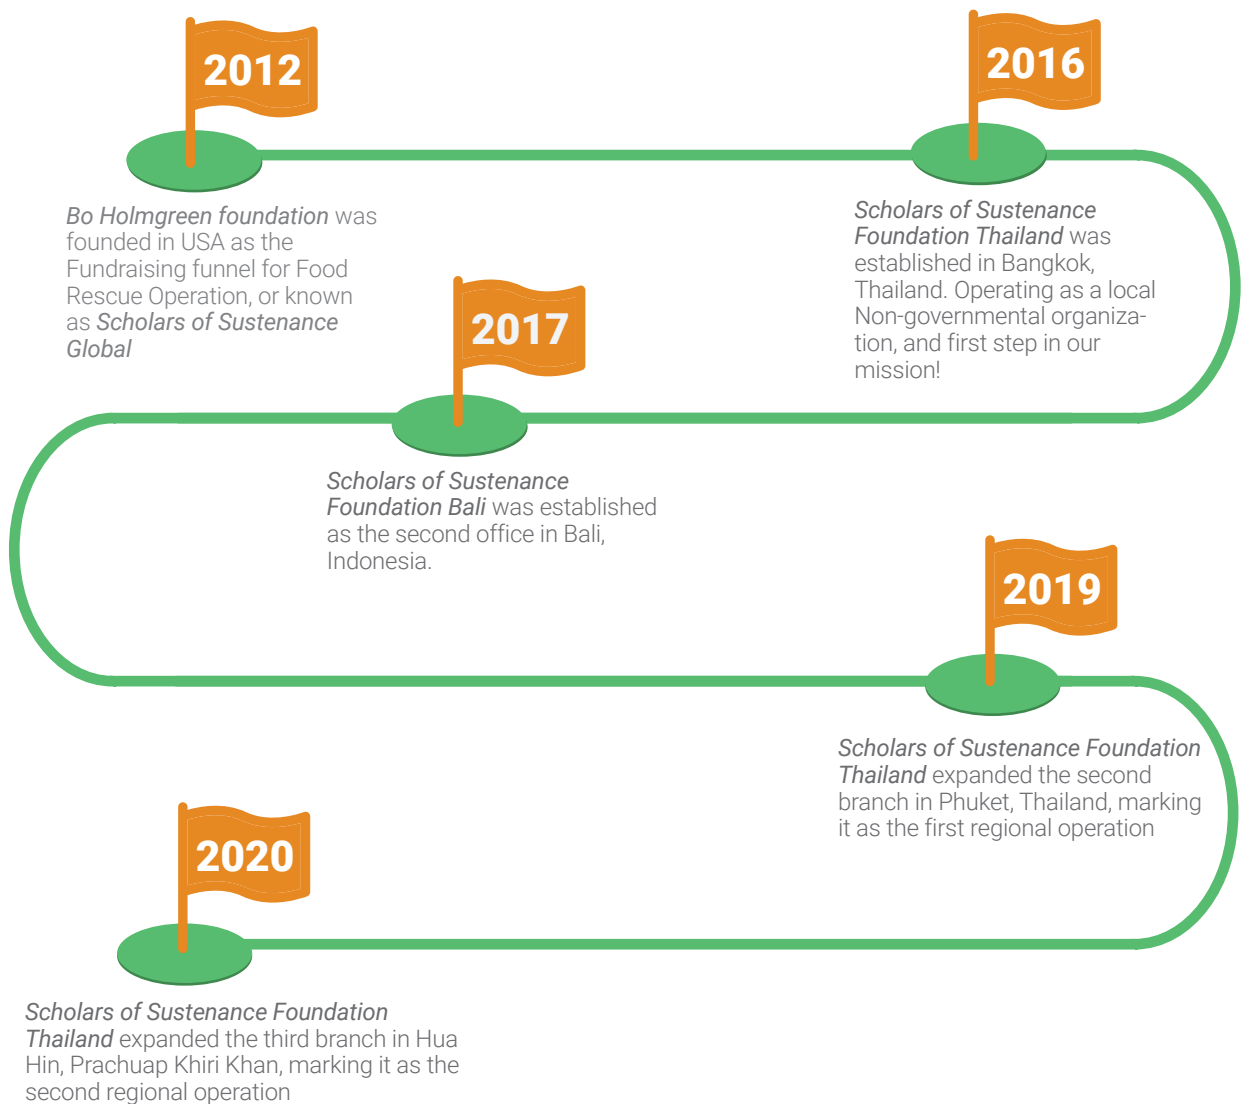 2012
Bo Holmgreen foundation was
founded in USA as the
Fundraising funnel for Food
Rescue Operation, or known
as Scholars of Sustenance
Global
2016
Scholars of Sustenance
Foundation Thailand was
established in Bangkok,
Thailand. Operating as a local
Non-governmental organiza-
tion, and first step in our
mission!
2017
Scholars of Sustenance
Foundation Bali was established
as the second office in Bali,
Indonesia.
2019
Scholars of Sustenance Foundation
Thailand expanded the second
branch in Phuket, Thailand, marking
it as the first regional operation
2020
Scholars of Sustenance Foundation
Thailand expanded the third branch in Hua
Hin, Prachuap Khiri Khan, marking it as the
second regional operation